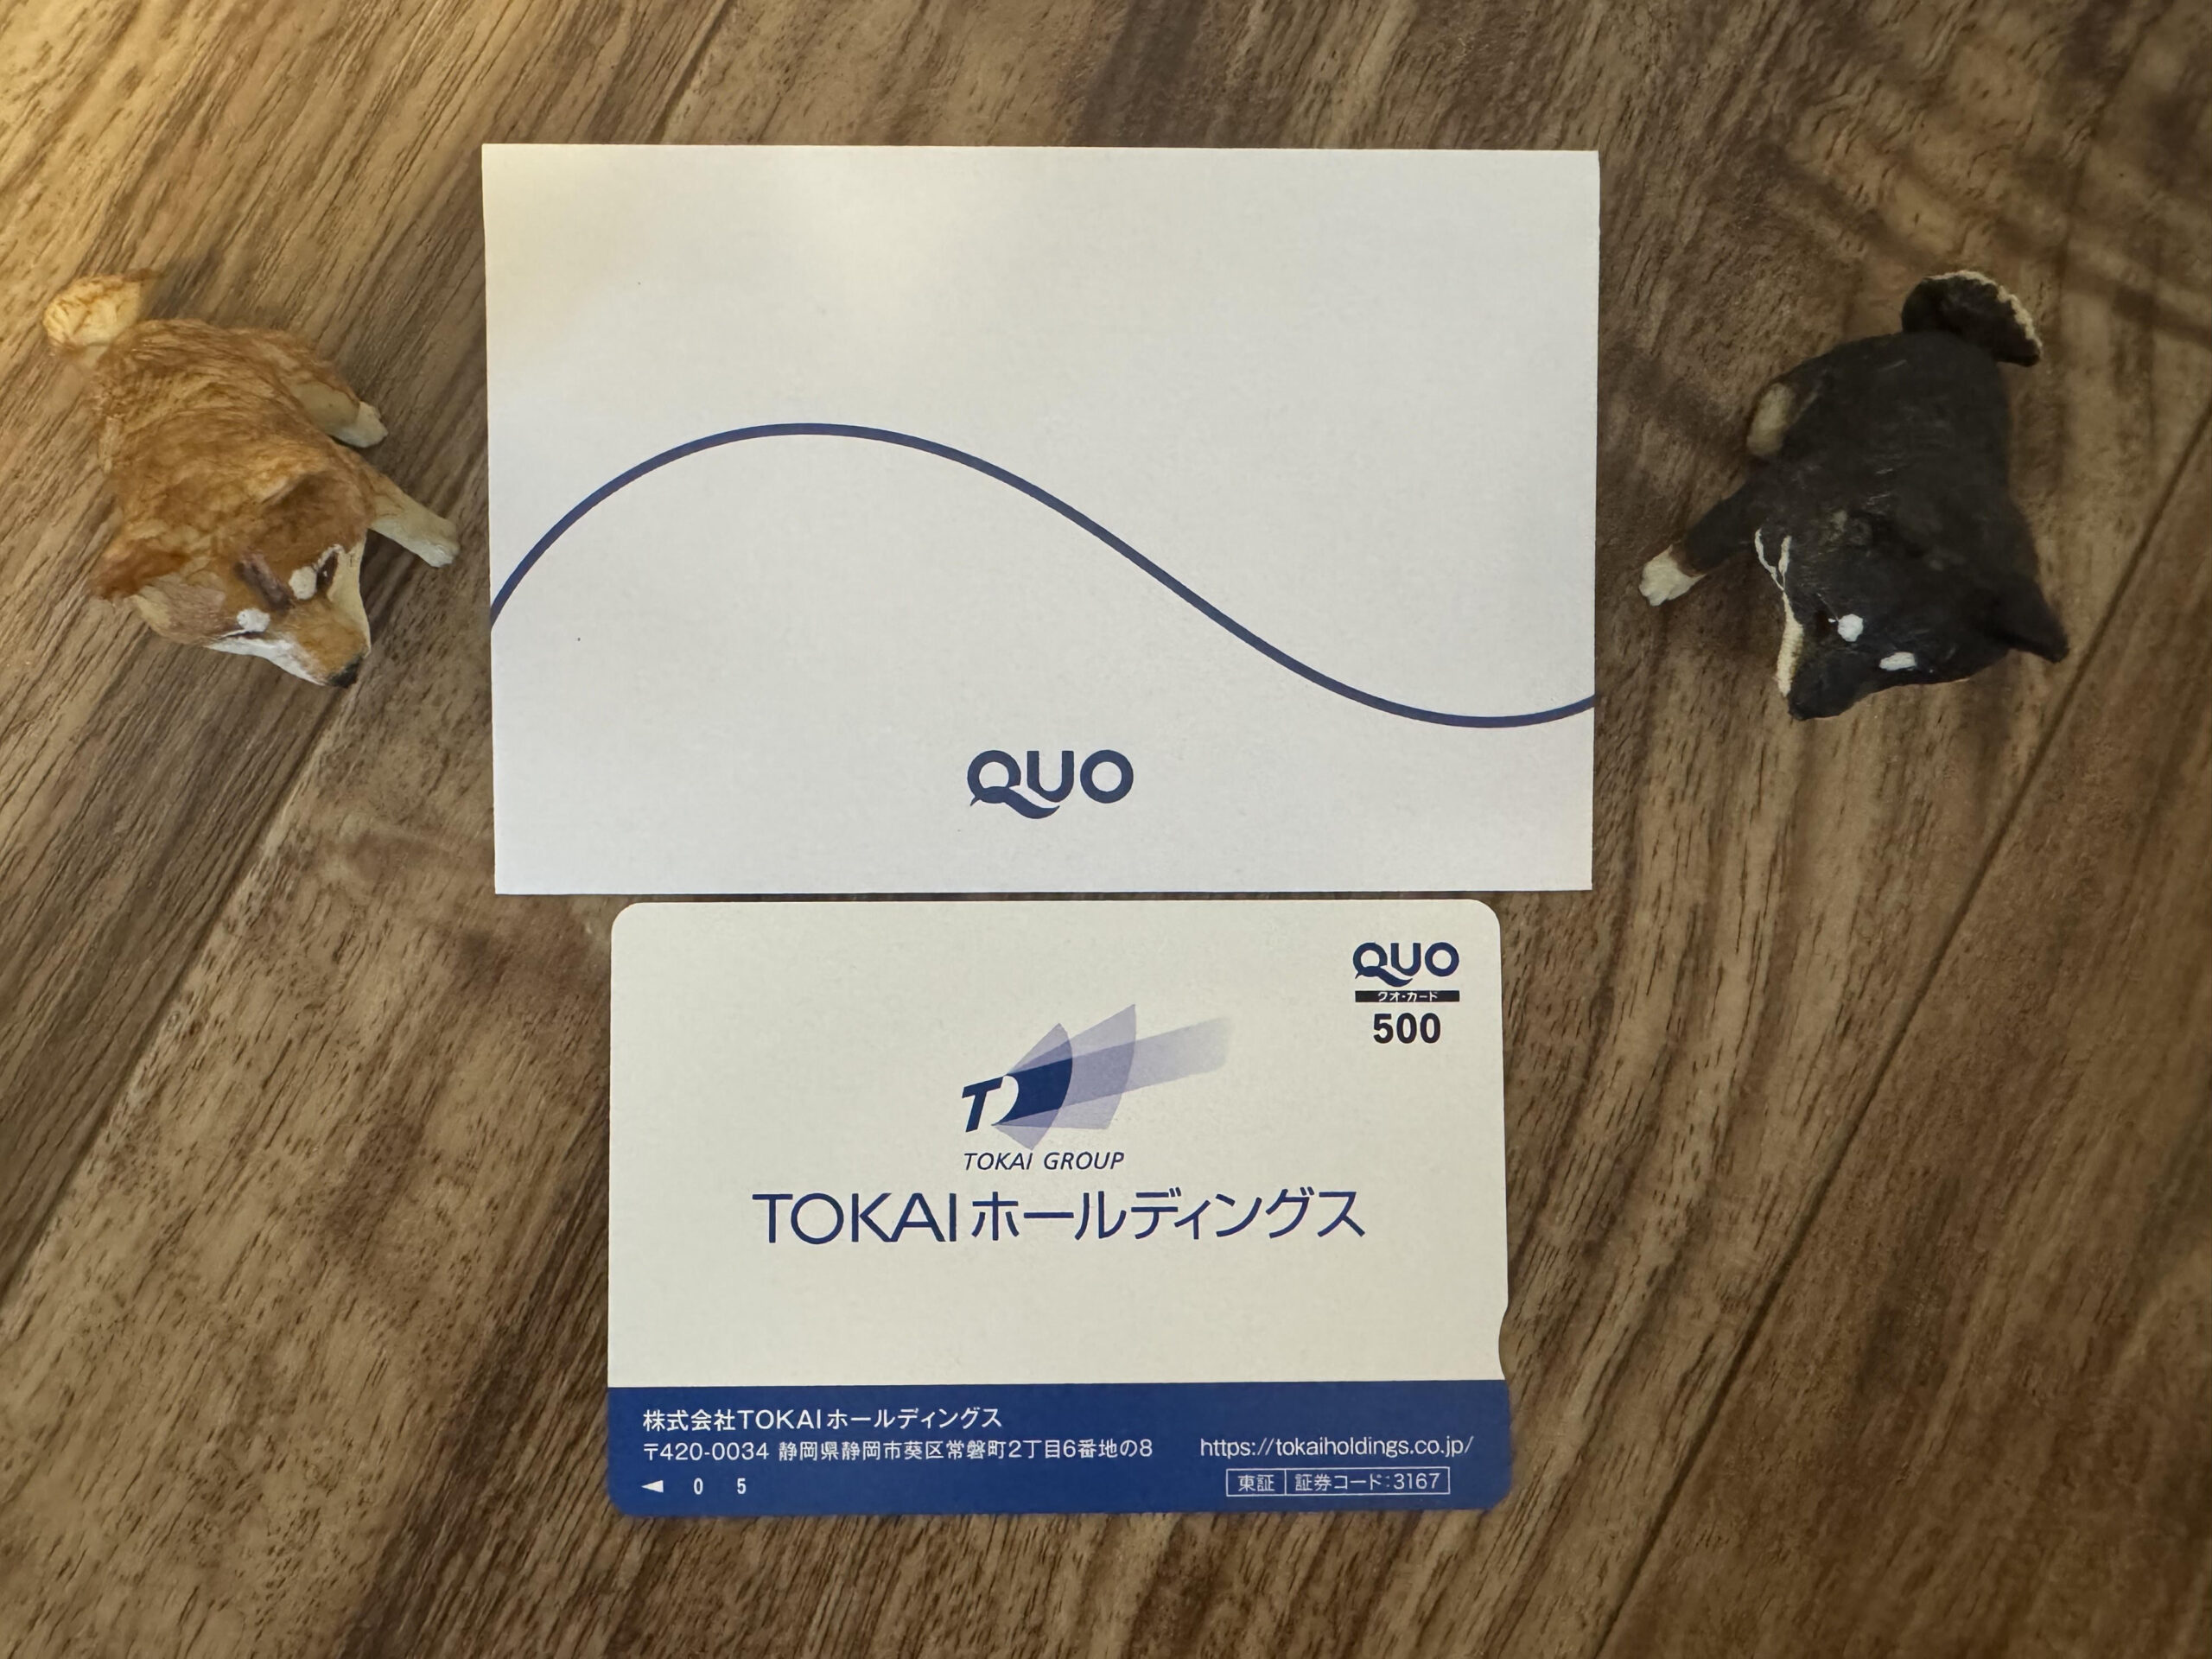 QUO
QUO
クオ・カード
500
T
TOKAI GROUP
TOKAIホールディングス
株式会社TOKAIホールディングス
〒420-0034 静岡県静岡市葵区常磐町2丁目6番地の8
https://tokaiholdings.co.jp/
◀ 0 5
東証 証券コード:3167